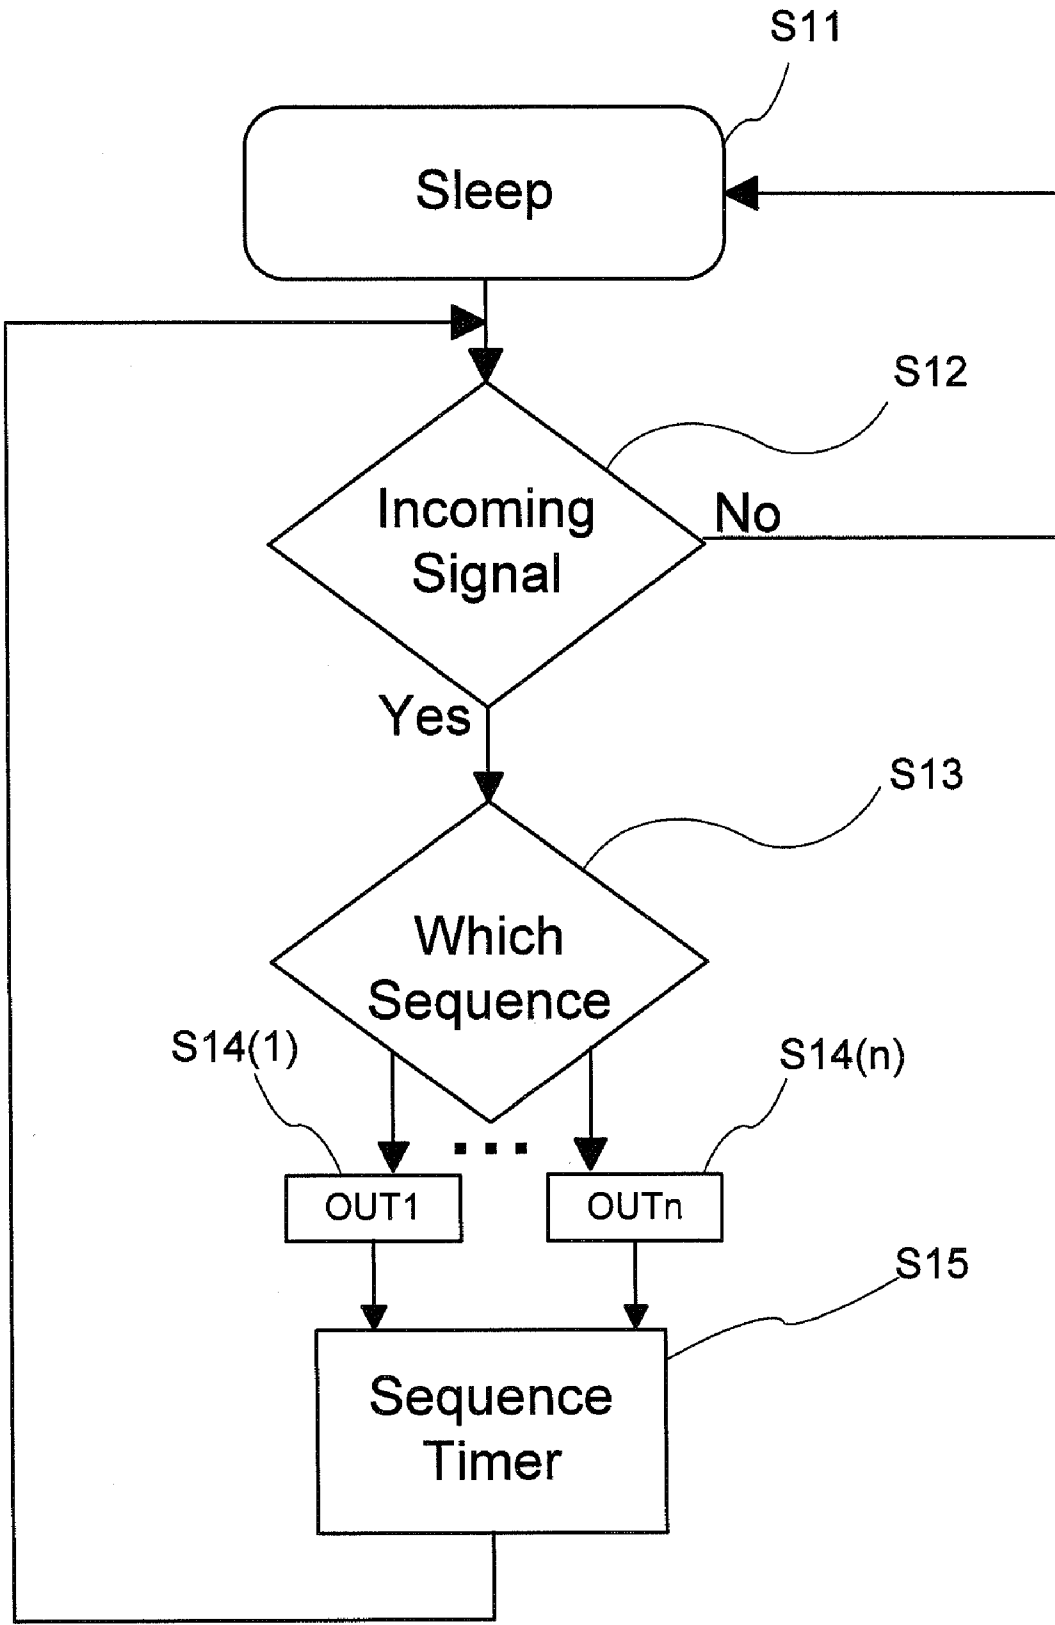 S11
Sleep
S12
Incoming
Signal
No
Yes
S13
Which
Sequence
S14(1)
S14(n)
...
OUT1
OUTn
S15
Sequence
Timer